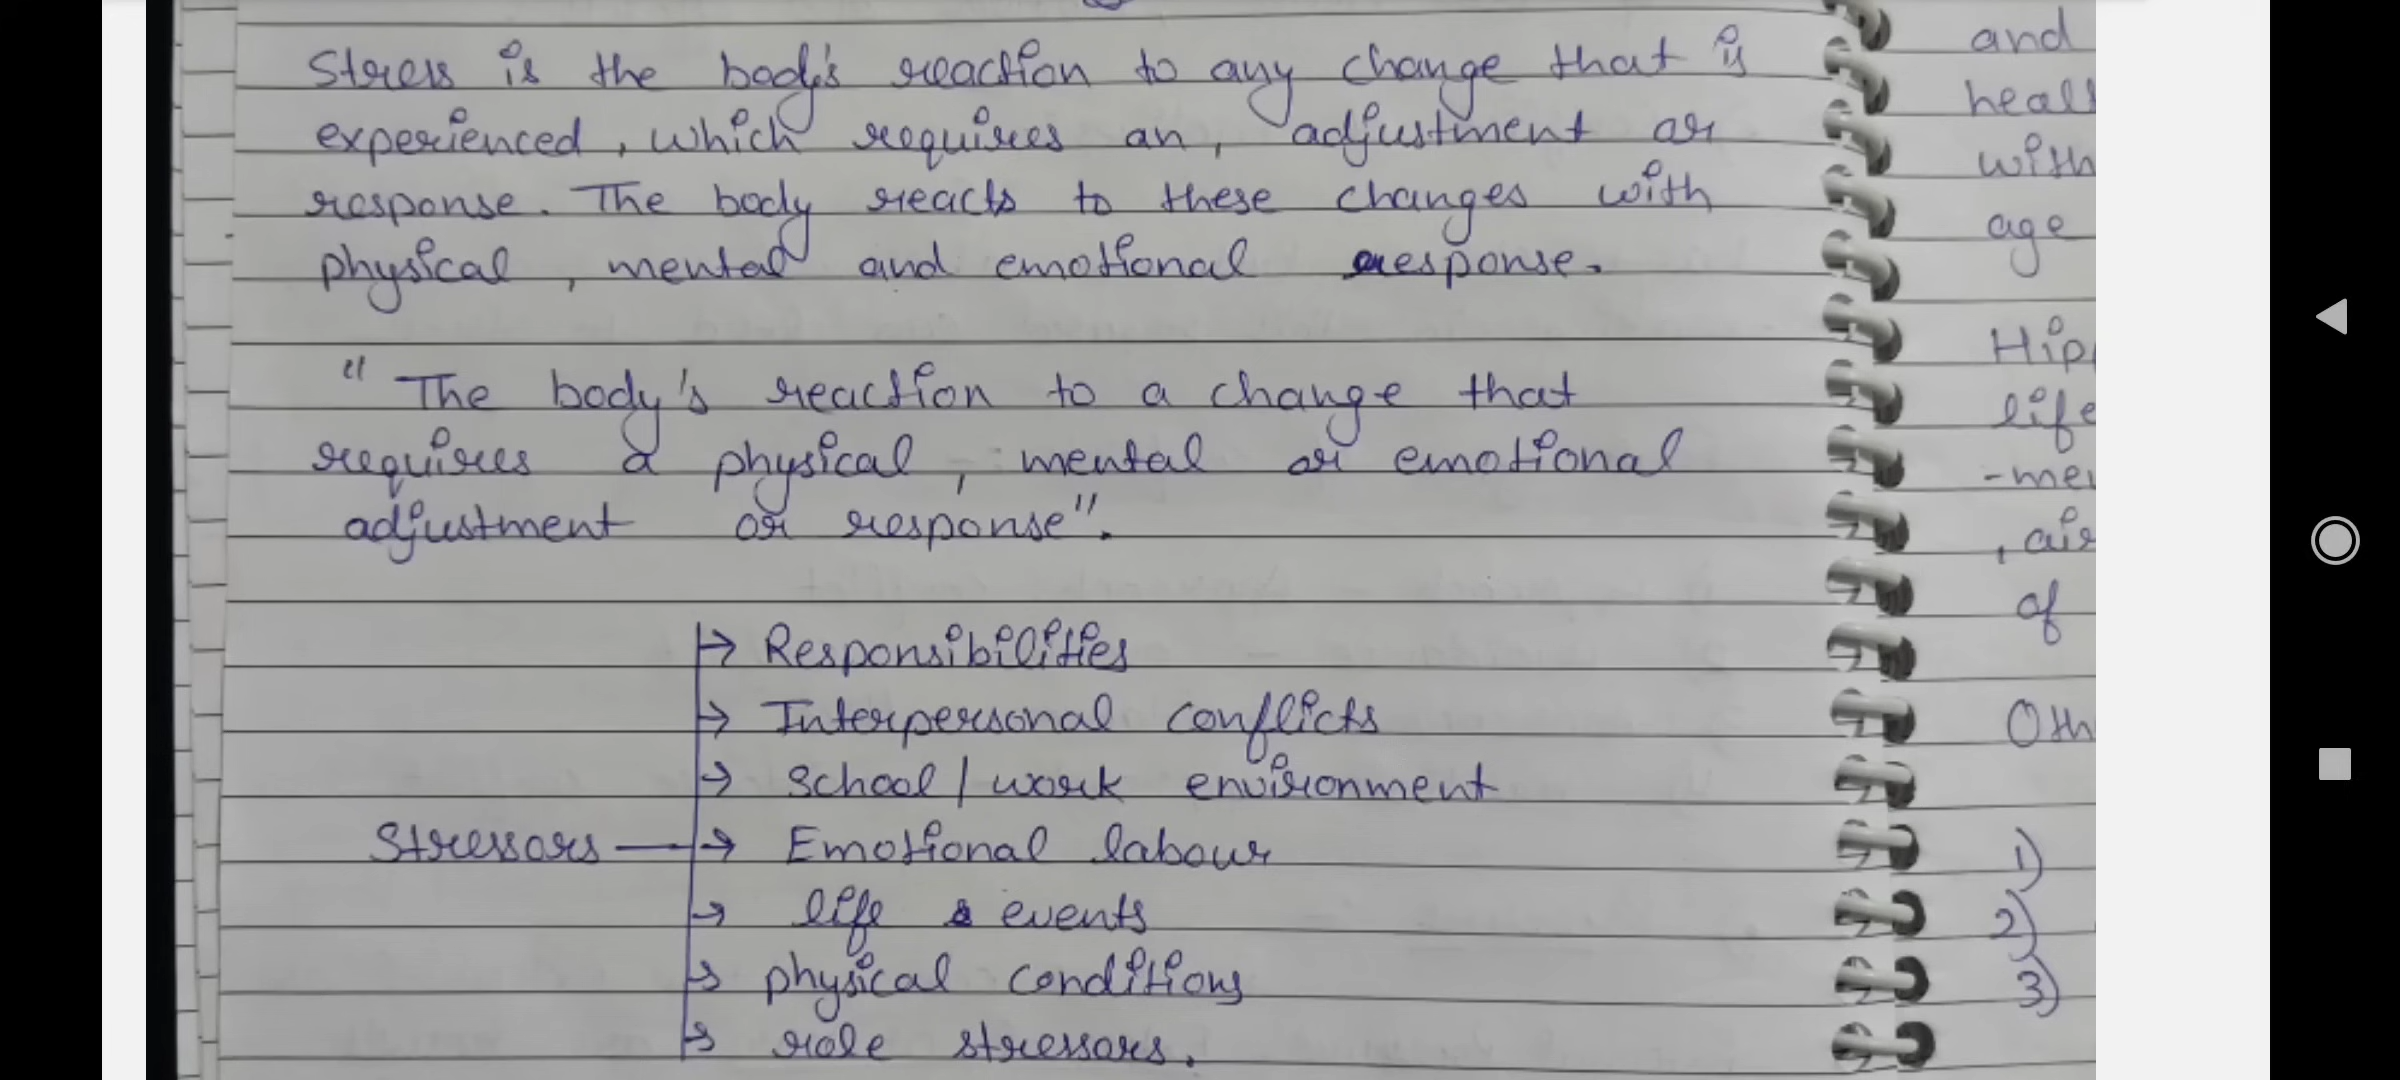 Stress is the body's reaction to any change that is
experienced, which requires an, adjustment or
response. The body reacts to these changes with
physical, mental and emotional response.
"The body's reaction to a change that
requires a physical, mental or emotional
adjustment or response".
Stressors
→ Responsibilities
→ Interpersonal conflicts
→ School/work environment
→ Emotional labour
→ life events
→ physical conditions
→ role stressors.
and
with
age
life
of
1)
2)
3)